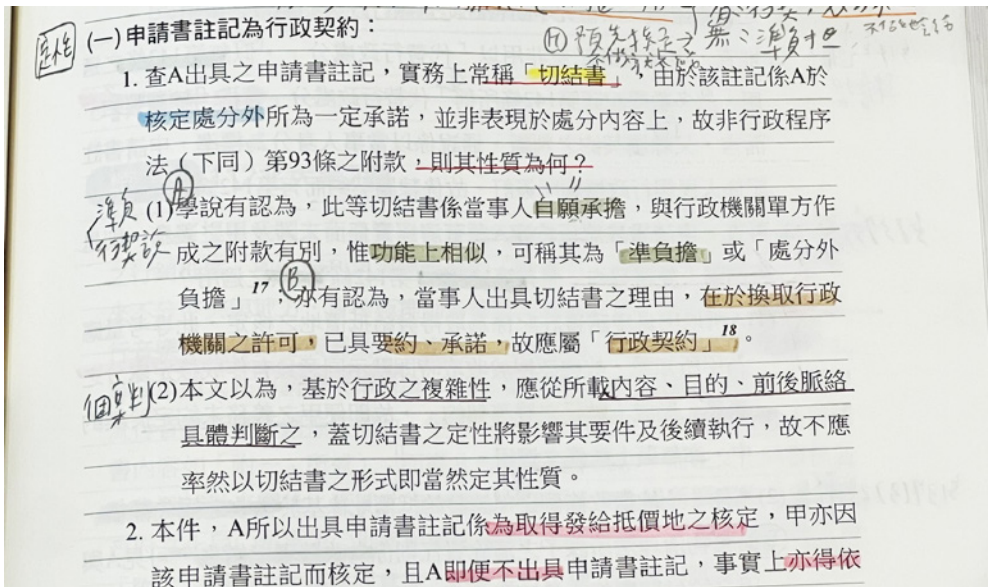 定性
(一)申請書註記為行政契約：
預先擬定之
無：準負担
1. 查A出具之申請書註記，實務上常稱「切結書」，由於該註記係A於
核定處分外所為一定承諾，並非表現於處分內容上，故非行政程序
法（下同）第93條之附款，則其性質為何？
準負
行契說
A
(1)學說有認為，此等切結書係當事人自願承擔，與行政機關單方作
成之附款有別，惟功能上相似，可稱其為「準負擔」或「處分外
B
負擔」17；亦有認為，當事人出具切結書之理由，在於換取行政
機關之許可，已具要約、承諾，故應屬「行政契約」18。
個案判
(2)本文以為，基於行政之複雜性，應從所載內容、目的、前後脈絡
具體判斷之，蓋切結書之定性將影響其要件及後續執行，故不應
率然以切結書之形式即當然定其性質。
2. 本件，A所以出具申請書註記係為取得發給抵價地之核定，甲亦因
該申請書註記而核定，且A即便不出具申請書註記，事實上亦得依